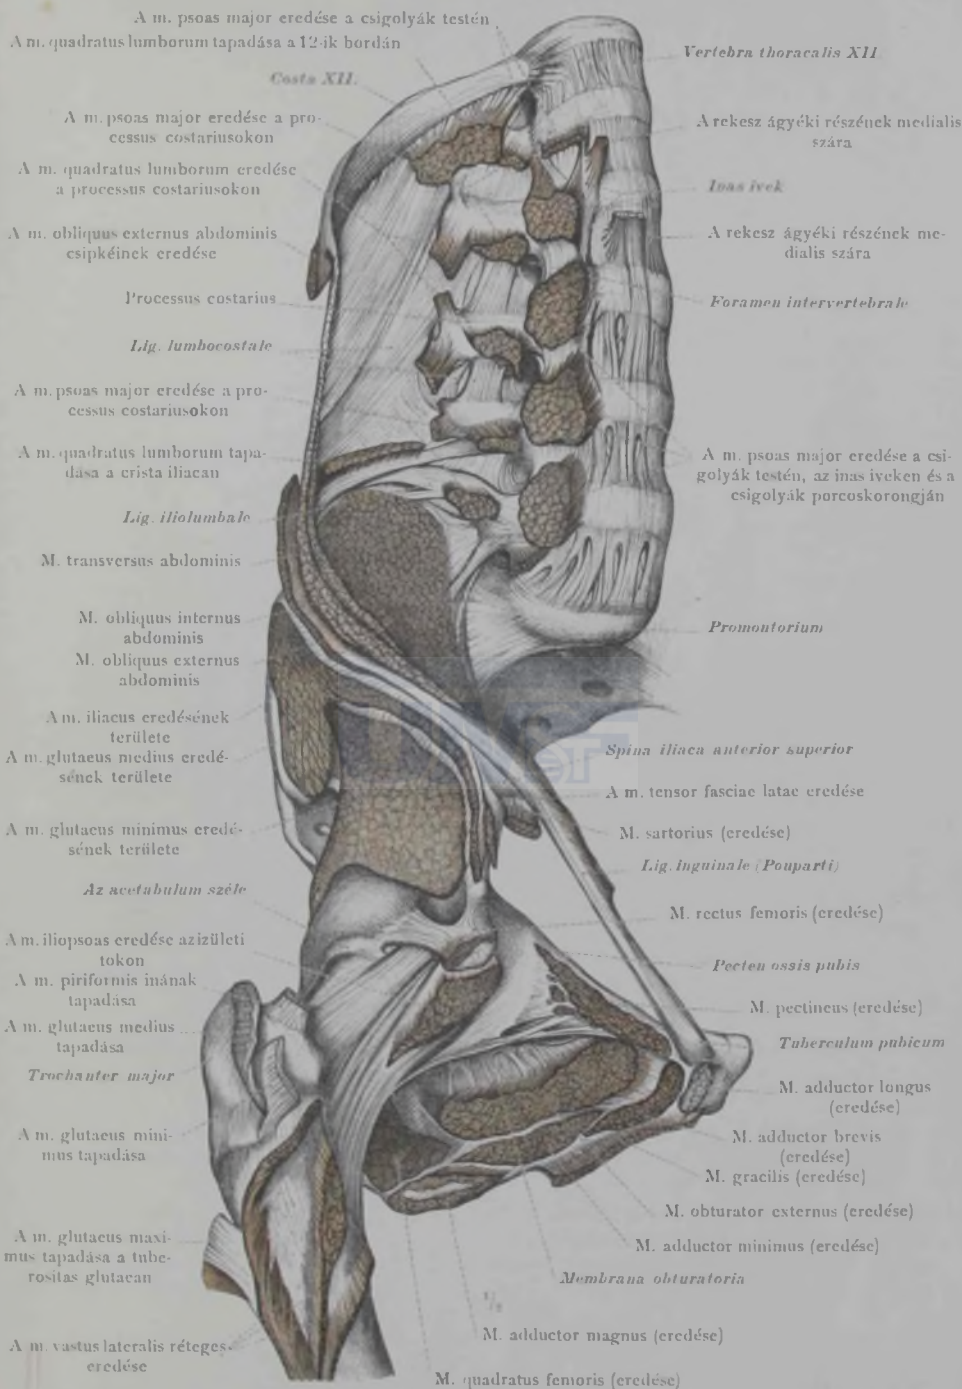 A m. psoas major eredése a csigolyák testén
A m. quadratus lumborum tapadása a 12-ik bordán
Costa XII.
A m. psoas major eredése a pro-
cessus costariusokon
A m. quadratus lumborum eredése
a processus costariusokon
A m. obliquus externus abdominis
csipkéinek eredése
Processus costarius
Lig. lumbocostale
A m. psoas major eredése a pro-
cessus costariusokon
A m. quadratus lumborum tapa-
dása a crista iliacan
Lig. iliolumbale
M. transversus abdominis
M. obliquus internus
abdominis
M. obliquus externus
abdominis
A m. iliacus eredésének
területe
A m. glutaeus medius eredé-
sének területe
A m. glutaeus minimus eredé-
sének területe
Az acetabulum széle
A m. iliopsoas eredése az izületi
tokon
A m. piriformis inának
tapadása
A m. glutaeus medius
tapadása
Trochanter major
A m. glutaeus mini-
mus tapadása
A m. glutaeus maxi-
mus tapadása a tube-
rositas glutaean
A m. vastus lateralis réteges
eredése
Vertebra thoracalis XII
A rekesz ágyéki részének medialis
szára
Inas ívek
A rekesz ágyéki részének me-
dialis szára
Foramen intervertebrale
A m. psoas major eredése a csi-
golyák testén, az inas iveken és a
csigolyák porcoskorongján
Promontorium
Spina iliaca anterior superior
A m. tensor fasciae latae eredése
M. sartorius (eredése)
Lig. inguinale (Pouparti)
M. rectus femoris (eredése)
Pecten ossis pubis
M. pectineus (eredése)
Tuberculum pubicum
M. adductor longus
(eredése)
M. adductor brevis
(eredése)
M. gracilis (eredése)
M. obturator externus (eredése)
M. adductor minimus (eredése)
Membrana obturatoria
1/2
M. adductor magnus (eredése)
M. quadratus femoris (eredése)